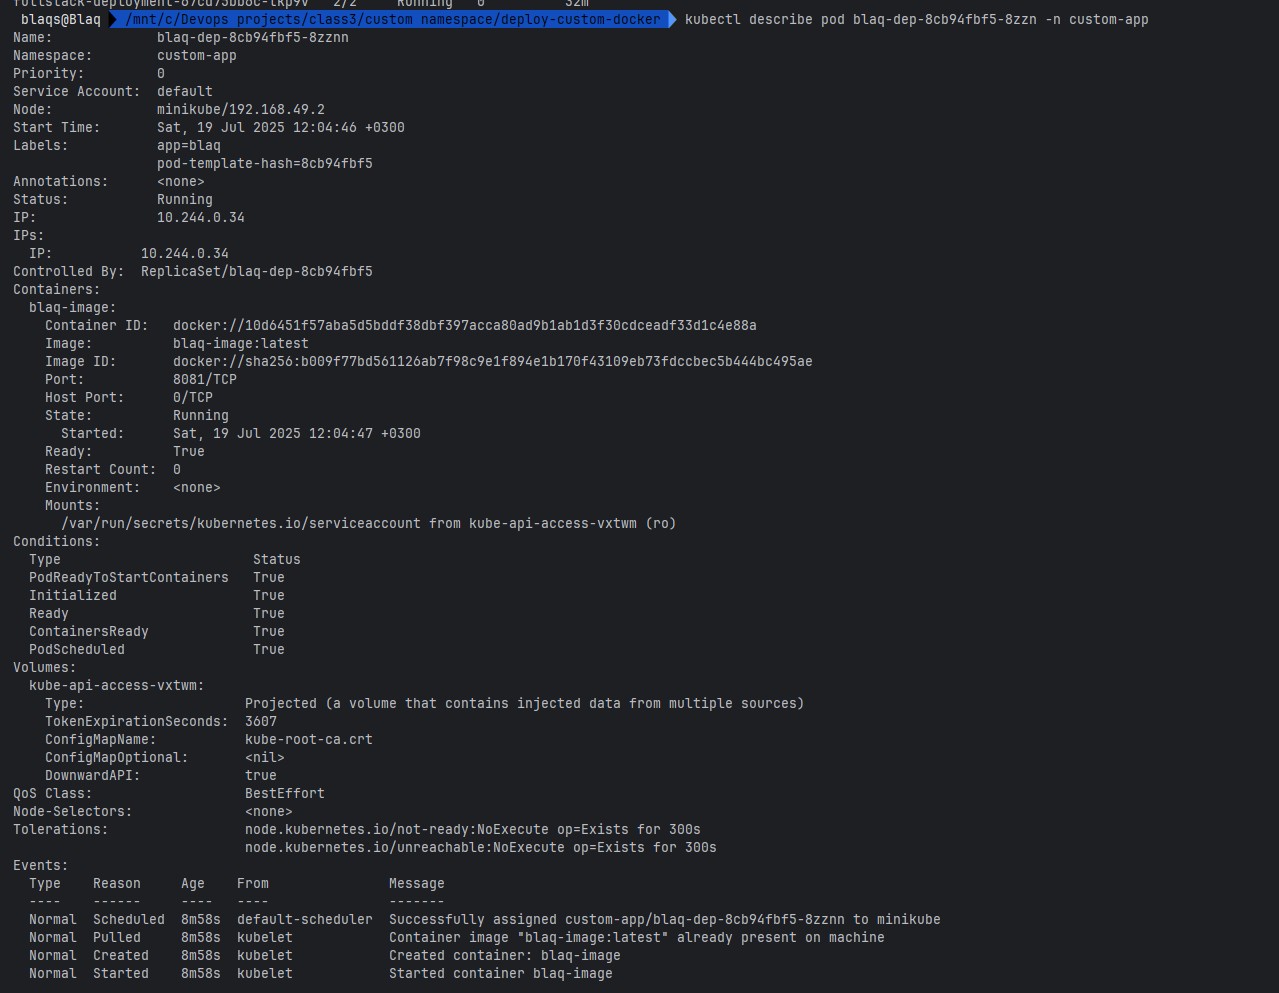 fullstack-deployment-67cd75bb6c-tkp9v   2/2     Running   0          32m
blaqs@Blaq  /mnt/c/Devops projects/class3/custom namespace/deploy-custom-docker  kubectl describe pod blaq-dep-8cb94fbf5-8zzn -n custom-app
Name:             blaq-dep-8cb94fbf5-8zznn
Namespace:        custom-app
Priority:         0
Service Account:  default
Node:             minikube/192.168.49.2
Start Time:       Sat, 19 Jul 2025 12:04:46 +0300
Labels:           app=blaq
                  pod-template-hash=8cb94fbf5
Annotations:      <none>
Status:           Running
IP:               10.244.0.34
IPs:
  IP:           10.244.0.34
Controlled By:  ReplicaSet/blaq-dep-8cb94fbf5
Containers:
  blaq-image:
    Container ID:   docker://10d6451f57aba5d5bddf38dbf397acca80ad9b1ab1d3f30cdceadf33d1c4e88a
    Image:          blaq-image:latest
    Image ID:       docker://sha256:b009f77bd561126ab7f98c9e1f894e1b170f43109eb73fdccbec5b444bc495ae
    Port:           8081/TCP
    Host Port:      0/TCP
    State:          Running
      Started:      Sat, 19 Jul 2025 12:04:47 +0300
    Ready:          True
    Restart Count:  0
    Environment:    <none>
    Mounts:
      /var/run/secrets/kubernetes.io/serviceaccount from kube-api-access-vxtwm (ro)
Conditions:
  Type                        Status
  PodReadyToStartContainers   True
  Initialized                 True
  Ready                       True
  ContainersReady             True
  PodScheduled                True
Volumes:
  kube-api-access-vxtwm:
    Type:                    Projected (a volume that contains injected data from multiple sources)
    TokenExpirationSeconds:  3607
    ConfigMapName:           kube-root-ca.crt
    ConfigMapOptional:       <nil>
    DownwardAPI:             true
QoS Class:                   BestEffort
Node-Selectors:              <none>
Tolerations:                 node.kubernetes.io/not-ready:NoExecute op=Exists for 300s
                             node.kubernetes.io/unreachable:NoExecute op=Exists for 300s
Events:
  Type    Reason     Age    From               Message
  ----    ------     ----   ----               -------
  Normal  Scheduled  8m58s  default-scheduler  Successfully assigned custom-app/blaq-dep-8cb94fbf5-8zznn to minikube
  Normal  Pulled     8m58s  kubelet            Container image "blaq-image:latest" already present on machine
  Normal  Created    8m58s  kubelet            Created container: blaq-image
  Normal  Started    8m58s  kubelet            Started container blaq-image